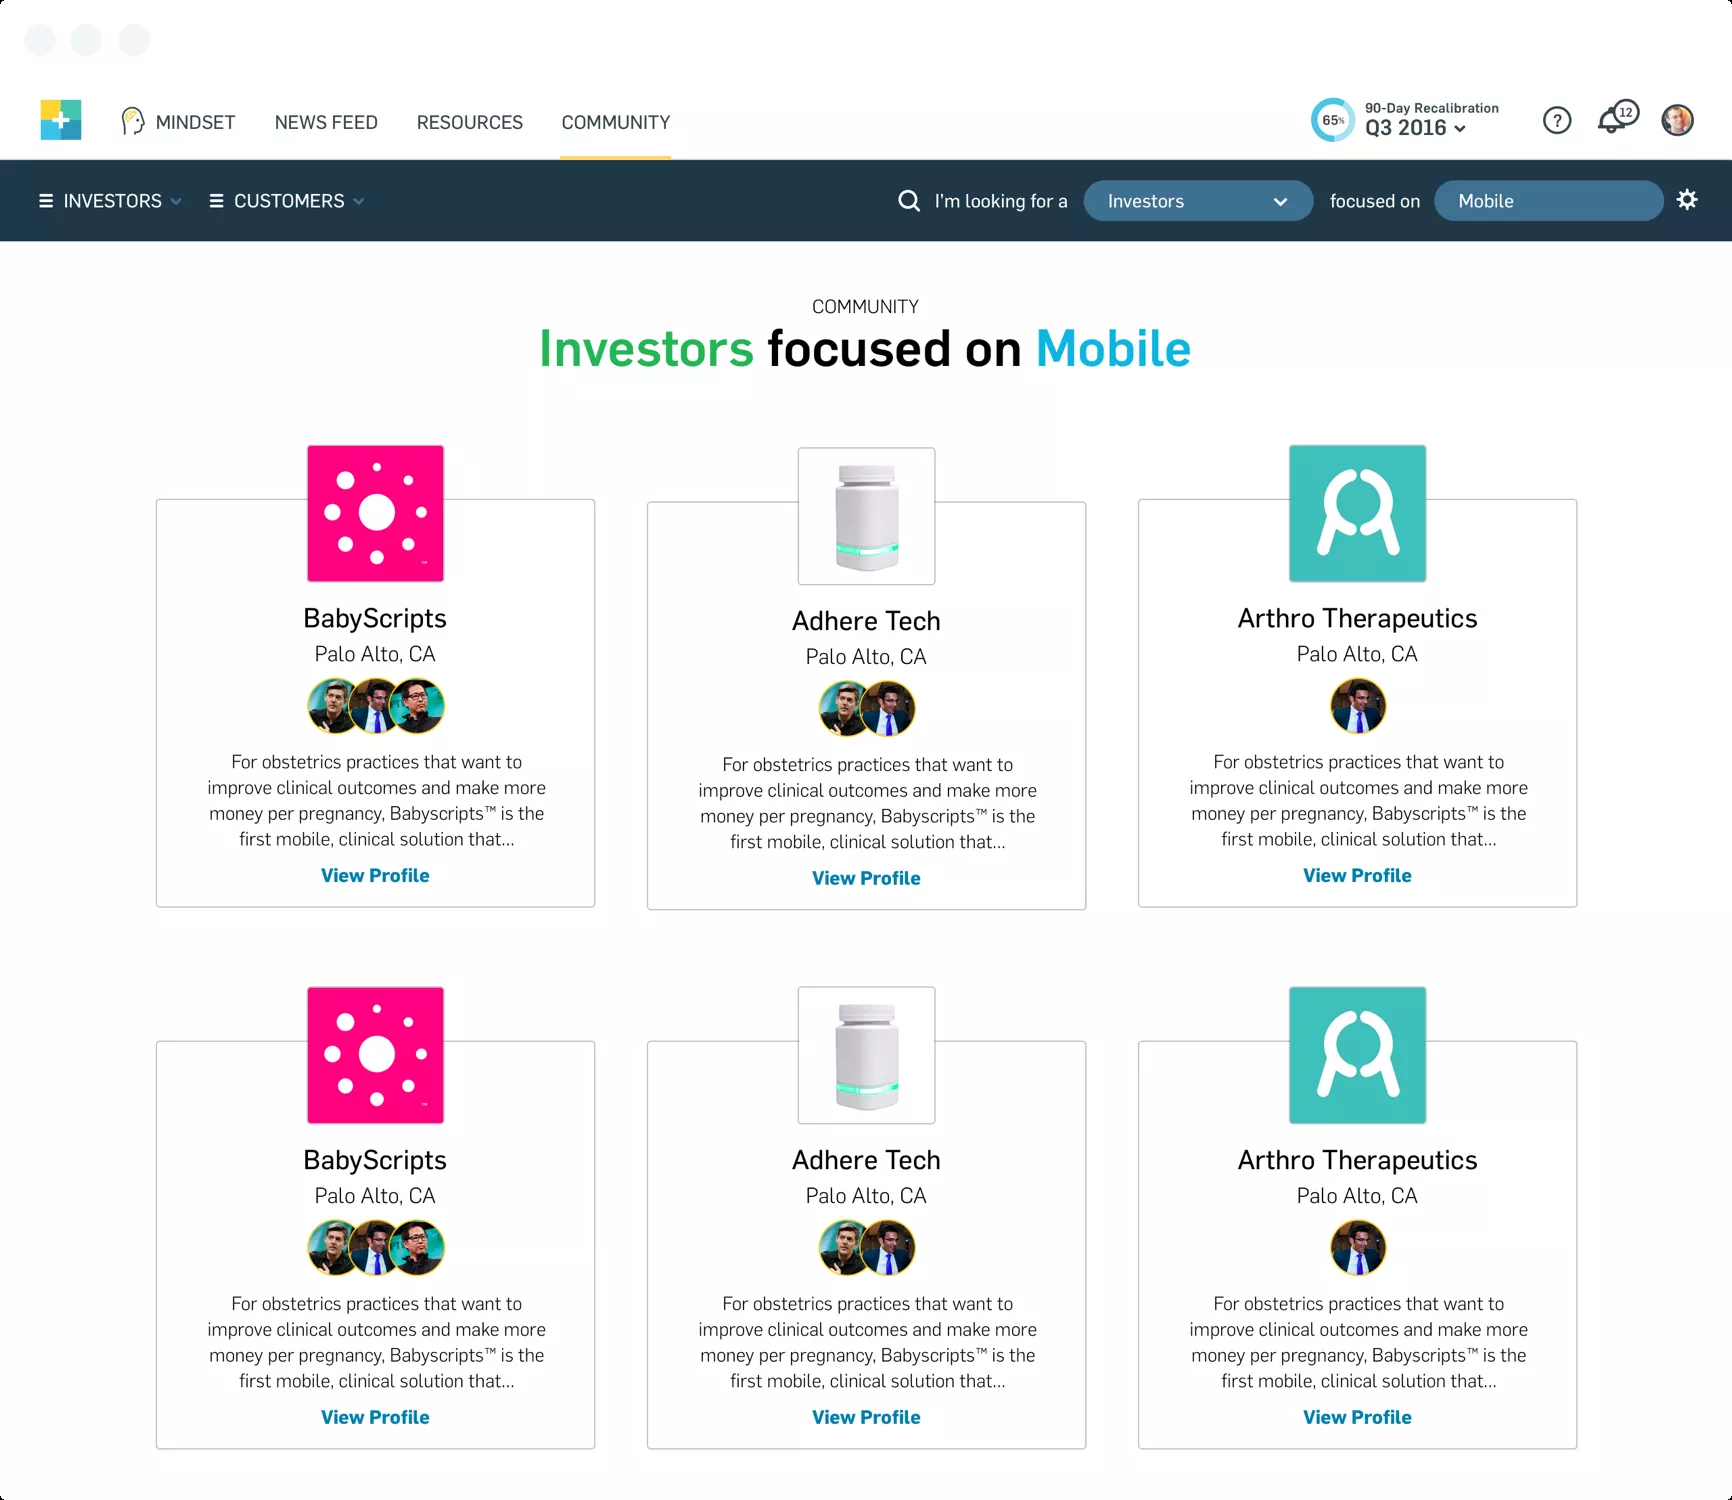 MINDSET
NEWS FEED
RESOURCES
COMMUNITY
65%
90-Day Recalibration
Q3 2016
?
12
INVESTORS
CUSTOMERS
I'm looking for a
Investors
focused on
Mobile
COMMUNITY
Investors focused on Mobile
BabyScripts
Palo Alto, CA
For obstetrics practices that want to
improve clinical outcomes and make more
money per pregnancy, Babyscripts™ is the
first mobile, clinical solution that...
View Profile
Adhere Tech
Palo Alto, CA
For obstetrics practices that want to
improve clinical outcomes and make more
money per pregnancy, Babyscripts™ is the
first mobile, clinical solution that...
View Profile
Arthro Therapeutics
Palo Alto, CA
For obstetrics practices that want to
improve clinical outcomes and make more
money per pregnancy, Babyscripts™ is the
first mobile, clinical solution that...
View Profile
BabyScripts
Palo Alto, CA
For obstetrics practices that want to
improve clinical outcomes and make more
money per pregnancy, Babyscripts™ is the
first mobile, clinical solution that...
View Profile
Adhere Tech
Palo Alto, CA
For obstetrics practices that want to
improve clinical outcomes and make more
money per pregnancy, Babyscripts™ is the
first mobile, clinical solution that...
View Profile
Arthro Therapeutics
Palo Alto, CA
For obstetrics practices that want to
improve clinical outcomes and make more
money per pregnancy, Babyscripts™ is the
first mobile, clinical solution that...
View Profile